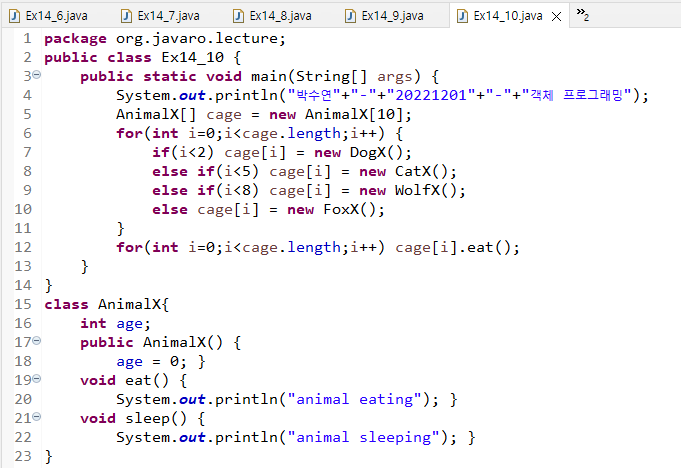 Ex14_6.java Ex14_7.java Ex14_8.java Ex14_9.java Ex14_10.java »2
1 package org.javaro.lecture;
2 public class Ex14_10 {
3 public static void main(String[] args) {
4 System.out.println("박수연"+"-"+"20221201"+"-"+"객체 프로그래밍");
5 AnimalX[] cage = new AnimalX[10];
6 for(int i=0;i<cage.length;i++) {
7 if(i<2) cage[i] = new DogX();
8 else if(i<5) cage[i] = new CatX();
9 else if(i<8) cage[i] = new WolfX();
10 else cage[i] = new FoxX();
11 }
12 for(int i=0;i<cage.length;i++) cage[i].eat();
13 }
14 }
15 class AnimalX{
16 int age;
17 public AnimalX() {
18 age = 0; }
19 void eat() {
20 System.out.println("animal eating"); }
21 void sleep() {
22 System.out.println("animal sleeping"); }
23 }